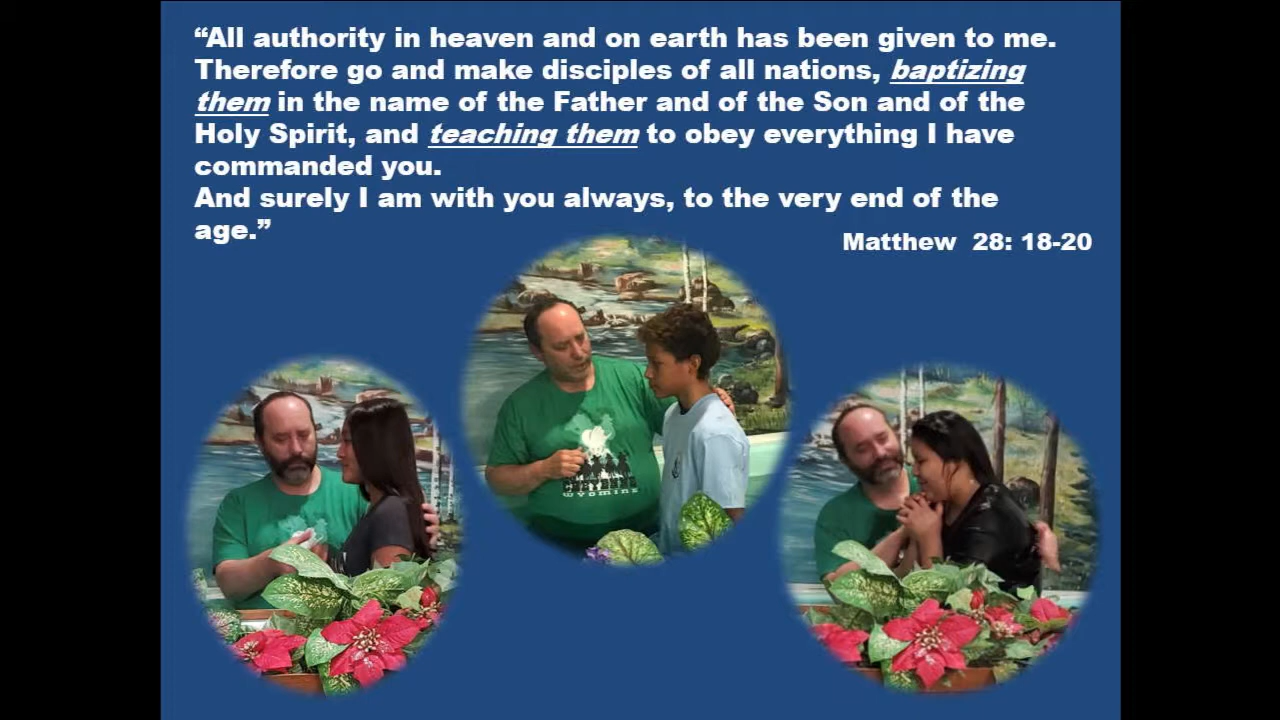 “All authority in heaven and on earth has been given to me.
Therefore go and make disciples of all nations, baptizing
them in the name of the Father and of the Son and of the
Holy Spirit, and teaching them to obey everything I have
commanded you.
And surely I am with you always, to the very end of the
age.”
Matthew  28: 18-20
CHEYENNE
wyoming